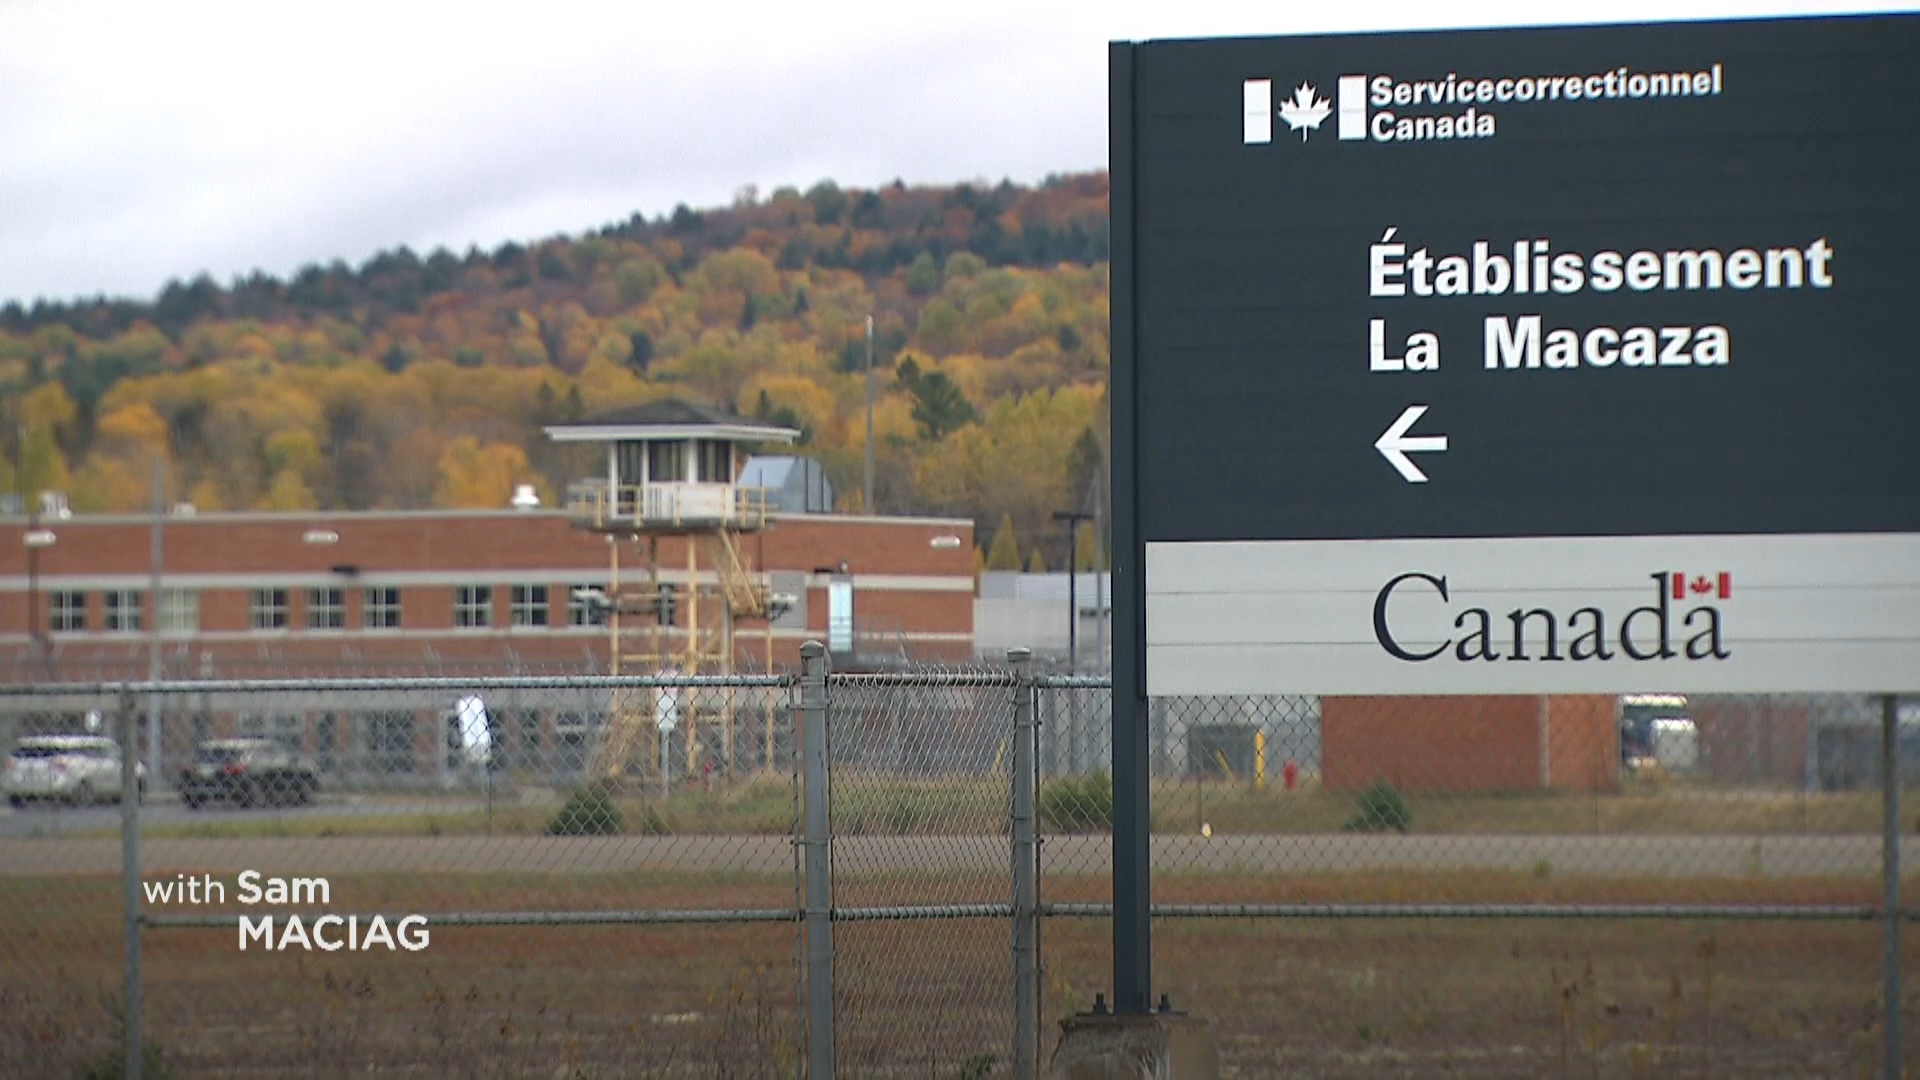 Servicecorrectionnel
Canada
Établissement
La Macaza
Canada
with Sam
MACIAG